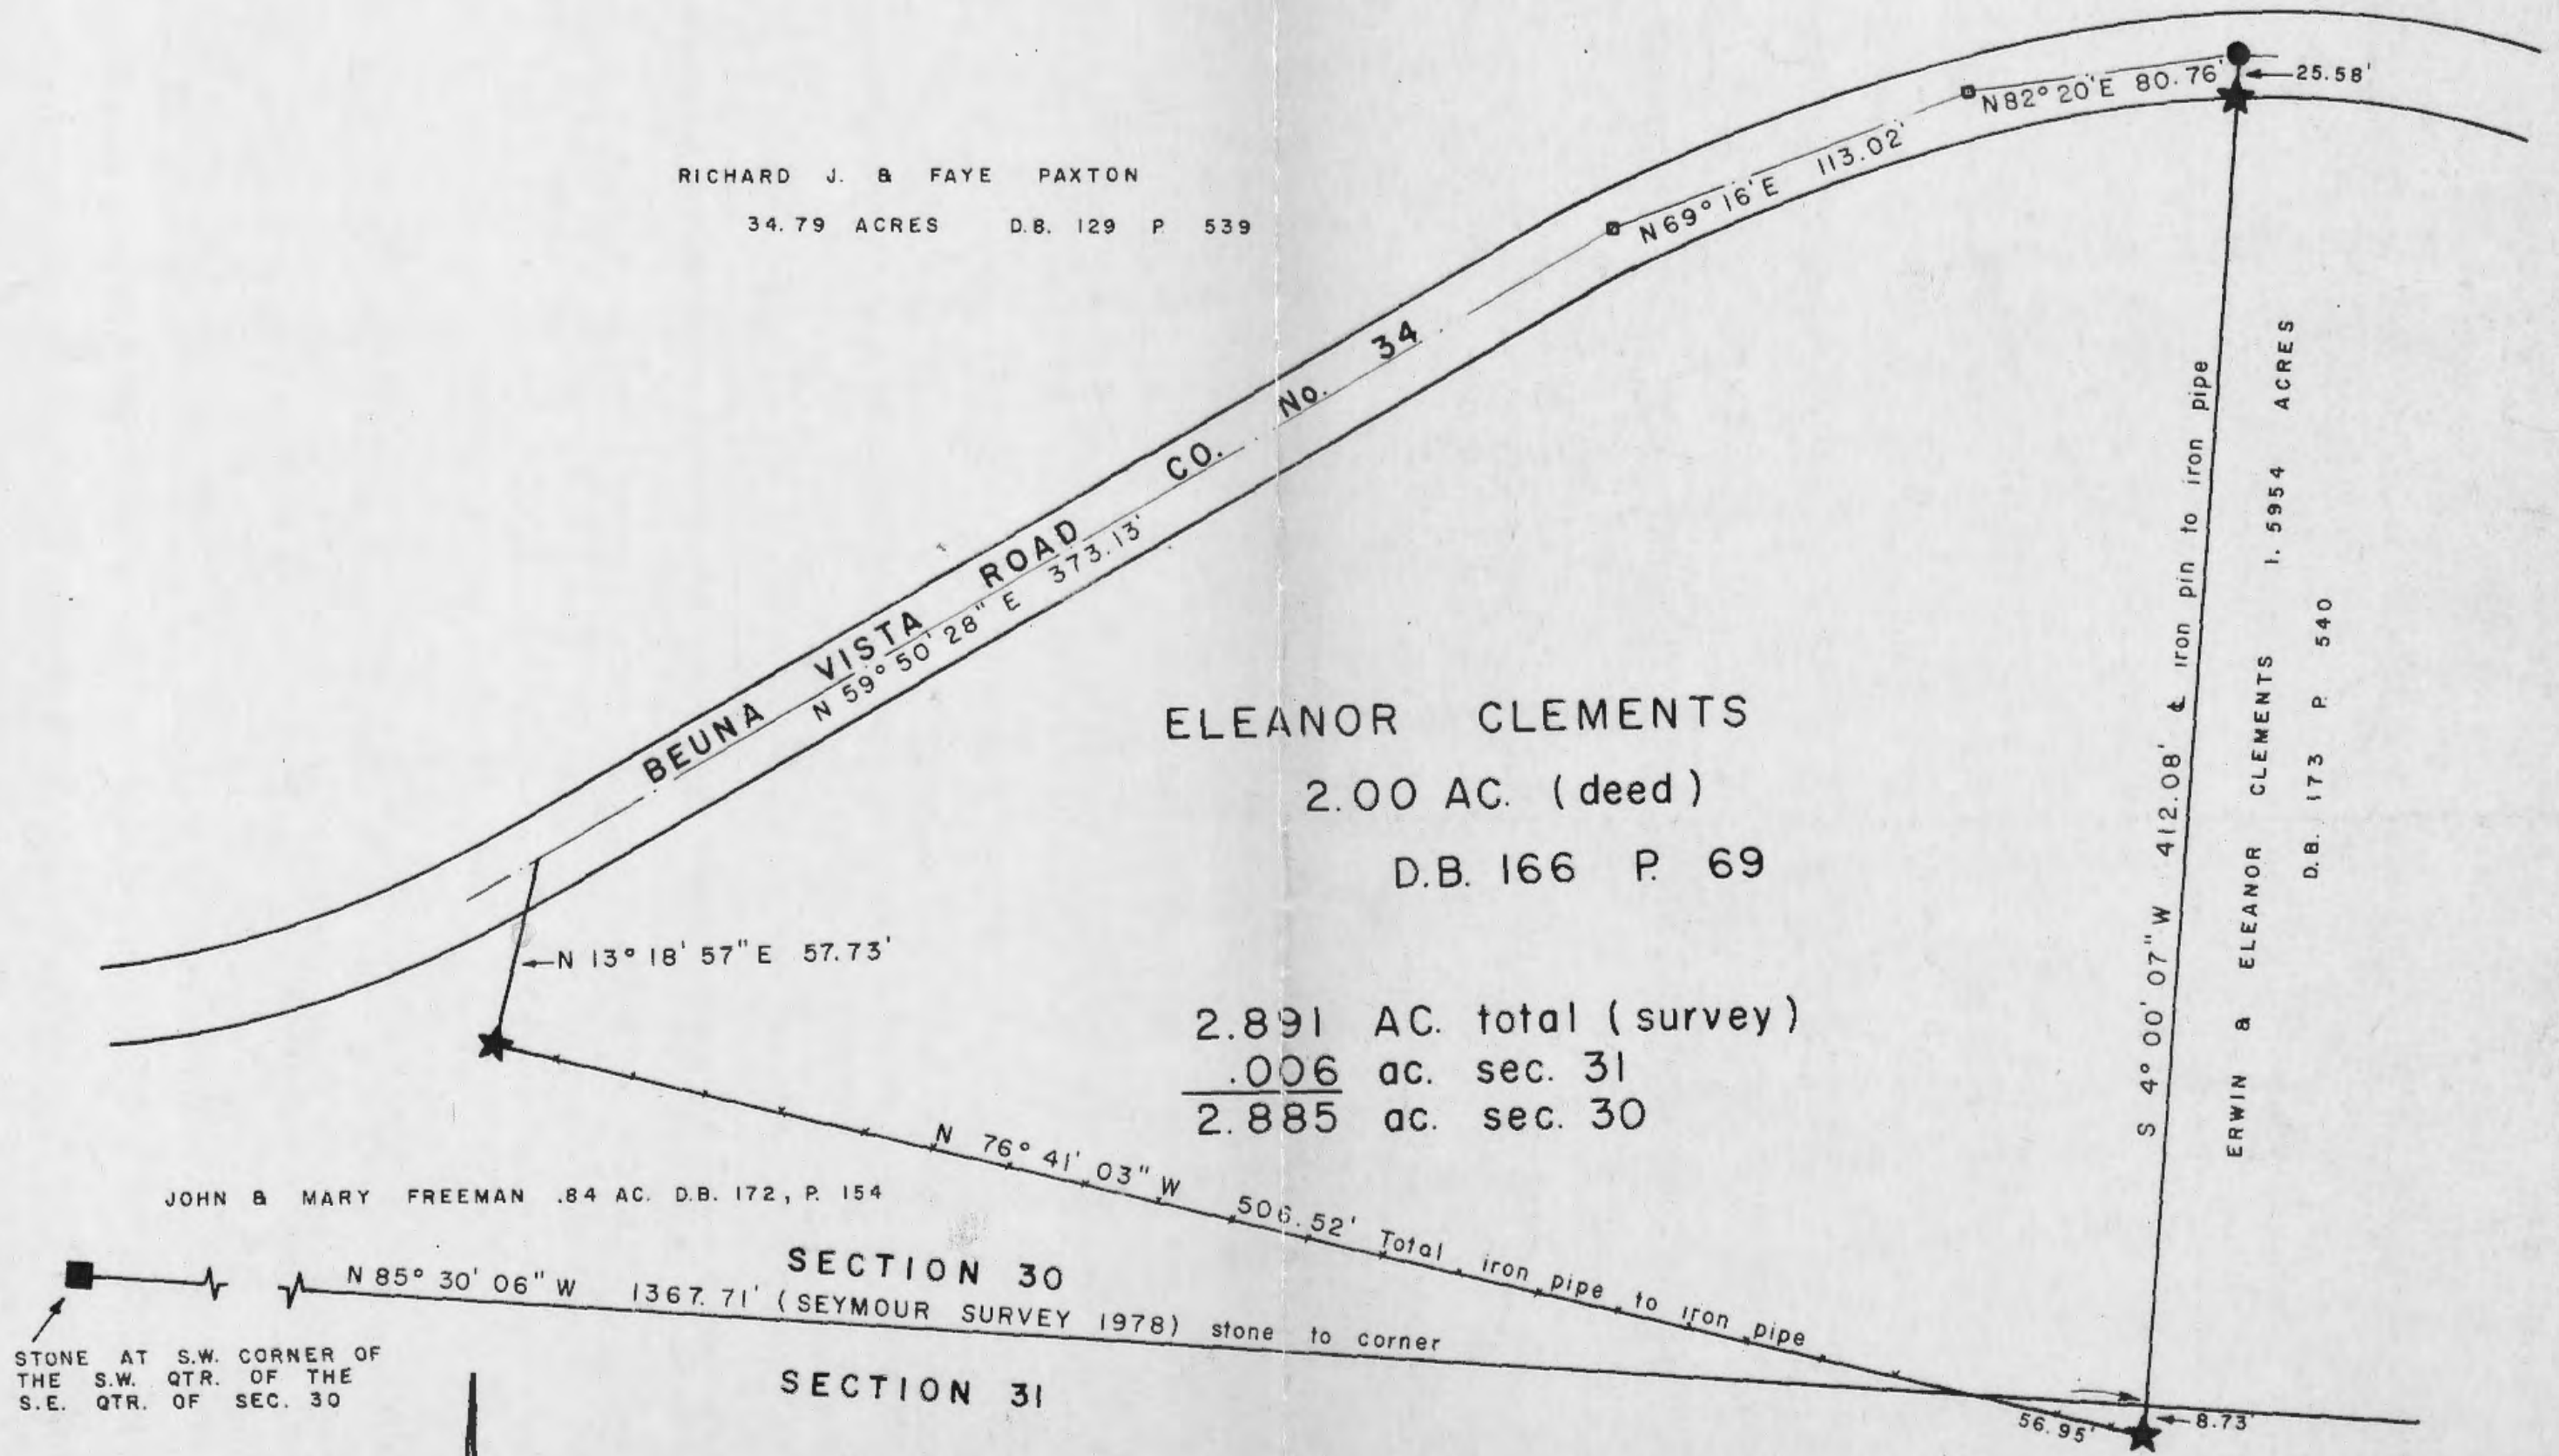 RICHARD J. & FAYE PAXTON
34.79 ACRES D.B. 129 P. 539
N82°20'E 80.76'
25.58'
N69°16'E 113.02'
BEUNA VISTA ROAD CO. No. 34
N 59° 50' 28" E 373.13'
S 4° 00' 07" W 412.08' ℄ iron pin to iron pipe
ERWIN & ELEANOR CLEMENTS 1.5954 ACRES
D.B. 173 P. 540
ELEANOR CLEMENTS
2.00 AC. (deed)
D.B. 166 P. 69
N 13° 18' 57" E 57.73'
2.891 AC. total (survey)
.006 ac. sec. 31
2.885 ac. sec. 30
N 76° 41' 03" W 506.52' Total iron pipe to iron pipe
JOHN & MARY FREEMAN .84 AC. D.B. 172, P. 154
SECTION 30
N 85° 30' 06" W 1367.71' (SEYMOUR SURVEY 1978) stone to corner
STONE AT S.W. CORNER OF
THE S.W. QTR. OF THE
S.E. QTR. OF SEC. 30
SECTION 31
56.95'
8.73'